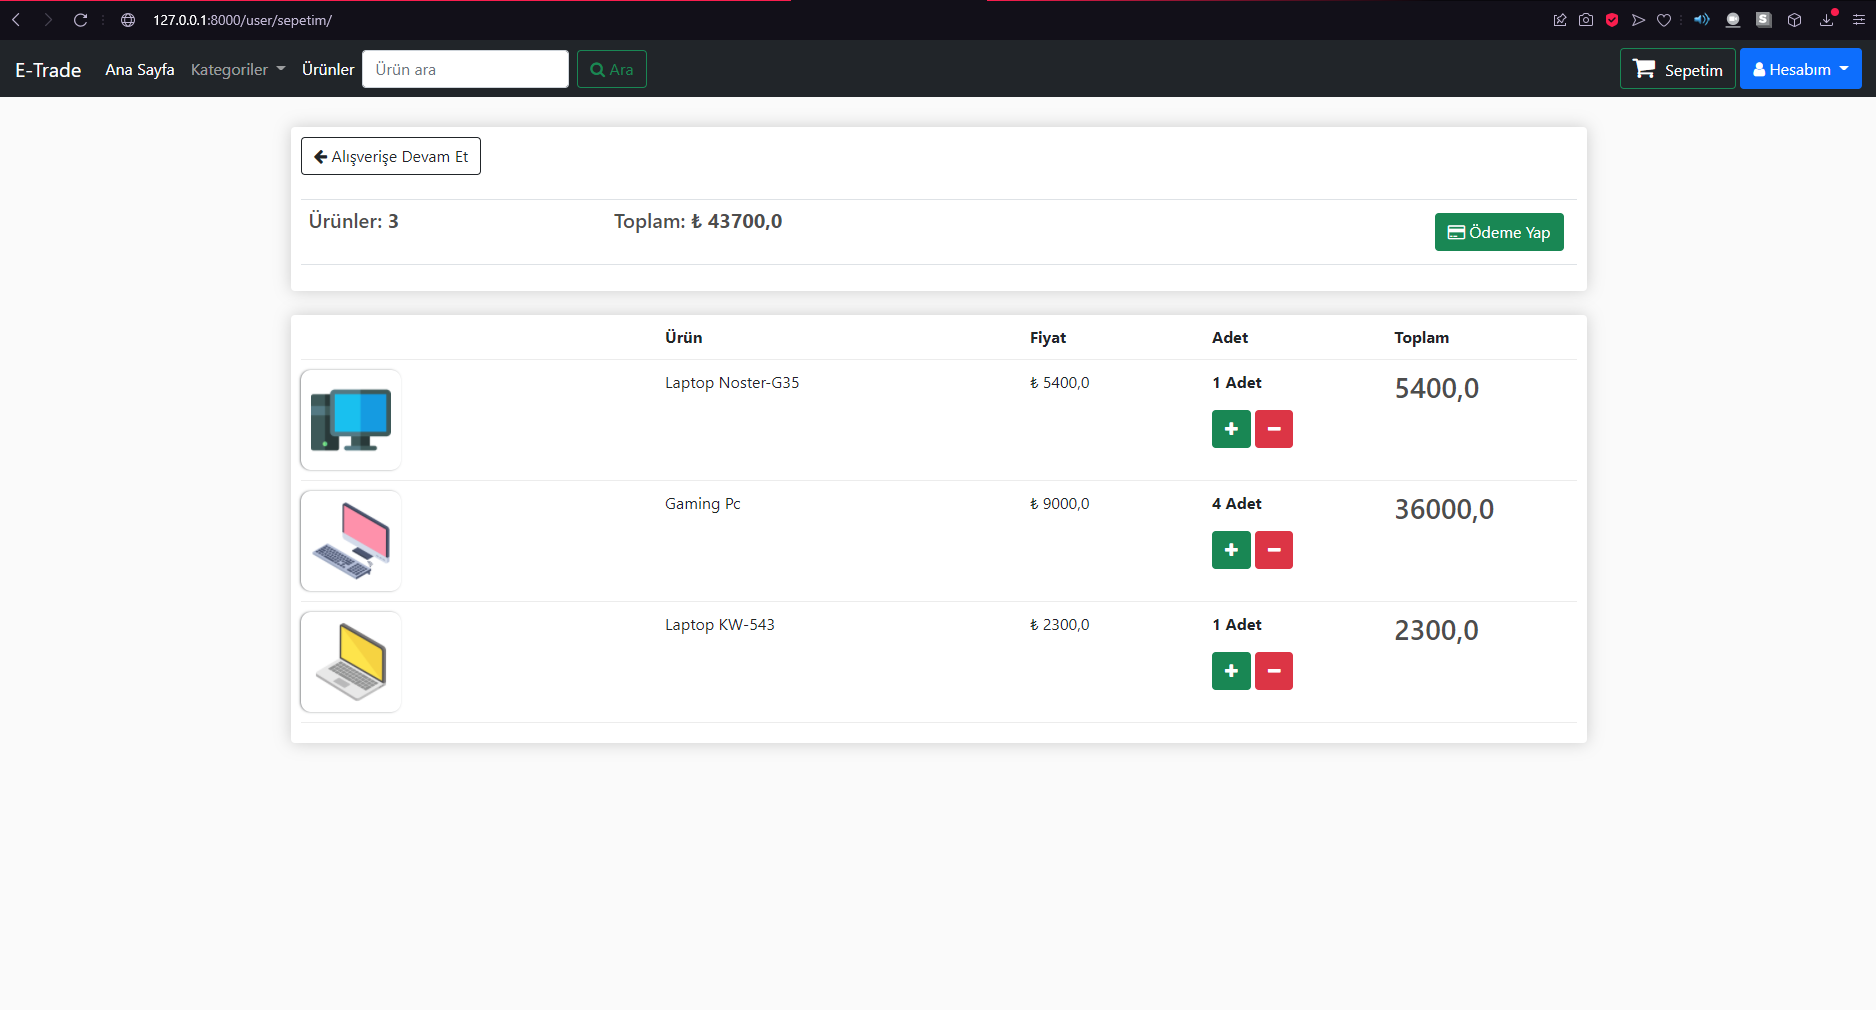 127.0.0.1:8000/user/sepetim/
S
E-Trade Ana Sayfa Kategoriler Ürünler Ürün ara Ara Sepetim Hesabım
Alışverişe Devam Et
Ürünler: 3 Toplam: ₺ 43700,0 Ödeme Yap
Ürün Fiyat Adet Toplam
Laptop Noster-G35 ₺ 5400,0 1 Adet 5400,0
Gaming Pc ₺ 9000,0 4 Adet 36000,0
Laptop KW-543 ₺ 2300,0 1 Adet 2300,0